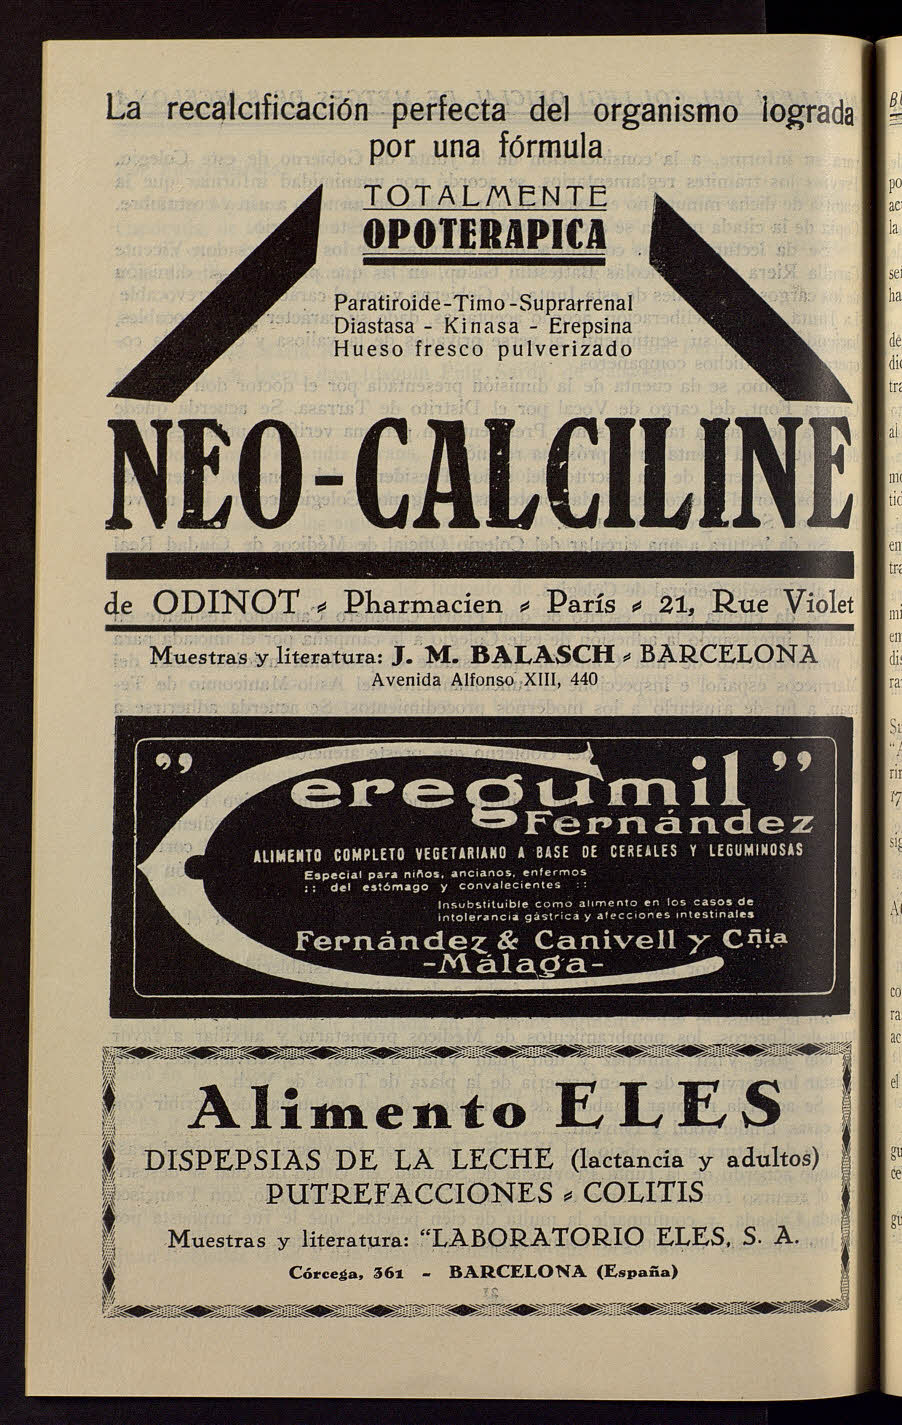 La recalcificación perfecta del organismo lograda
por una fórmula
TOTALMENTE
OPOTERAPICA
Paratiroide-Timo-Suprarrenal
Diastasa - Kinasa - Erepsina
Hueso fresco pulverizado
NEO-CALCILINE
de ODINOT Pharmacien París 21, Rue Violet
Muestras y literatura: J. M. BALASCH BARCELONA
Avenida Alfonso XIII, 440
"Ceregumil"
Fernández
ALIMENTO COMPLETO VEGETARIANO A BASE DE CEREALES Y LEGUMINOSAS
Especial para niños, ancianos, enfermos
:: del estómago y convalecientes ::
Insubstituible como alimento en los casos de
intolerancia gástrica y afecciones intestinales
Fernández & Canivell y Cñia
-Málaga-
Alimento ELES
DISPEPSIAS DE LA LECHE (lactancia y adultos)
PUTREFACCIONES COLITIS
Muestras y literatura: "LABORATORIO ELES, S. A.
Córcega, 361 - BARCELONA (España)